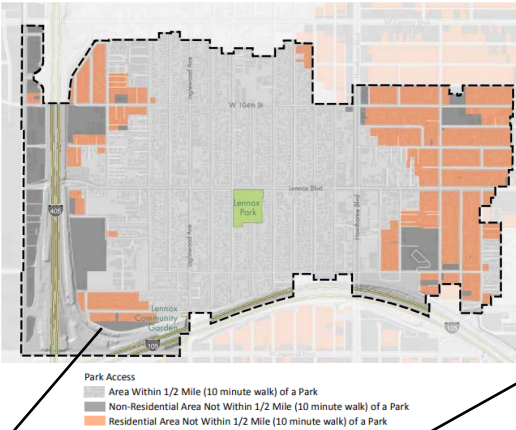 Inglewood Ave
W 104th St
Lennox Blvd
Lennox
Park
405
Inglewood Ave
Hawthorne Blvd
Lennox
Community
Garden
105
105
Park Access
Area Within 1/2 Mile (10 minute walk) of a Park
Non-Residential Area Not Within 1/2 Mile (10 minute walk) of a Park
Residential Area Not Within 1/2 Mile (10 minute walk) of a Park